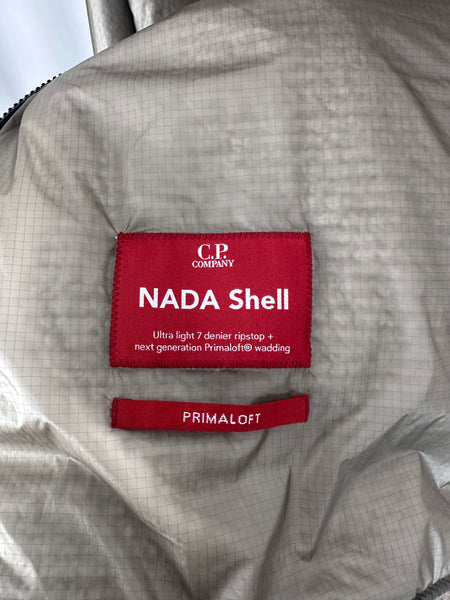 C.P.
COMPANY
NADA Shell
Ultra light 7 denier ripstop +
next generation Primaloft® wadding
PRIMALOFT